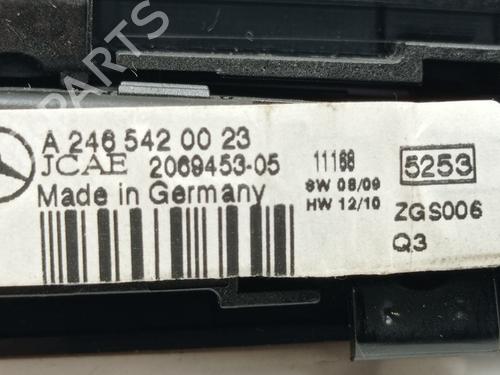 A 246 542 00 23
JCAE 2069453-05
Made in Germany
11168
SW 08/09
HW 12/10
5253
ZGS006
Q3